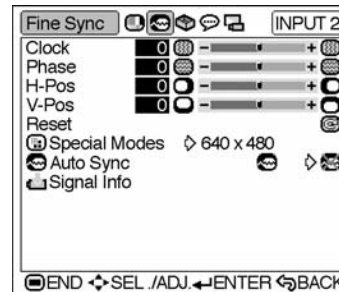 Fine Sync INPUT 2
Clock 0 - +
Phase 0 - +
H-Pos 0 - +
V-Pos 0 - +
Reset
Special Modes 640 x 480
Auto Sync
Signal Info
END SEL./ADJ. ENTER BACK